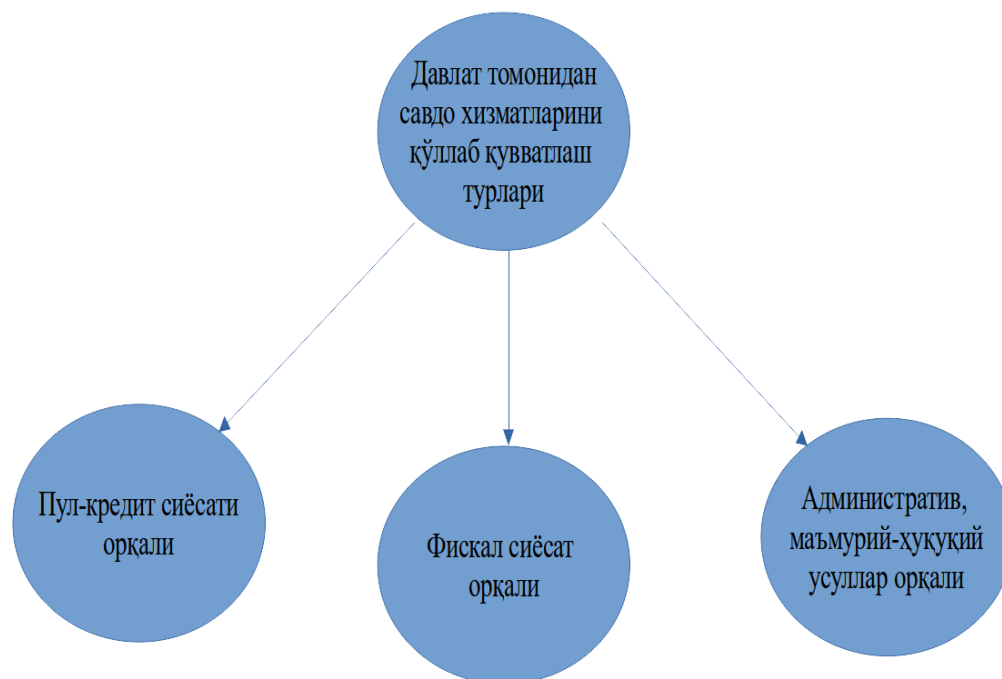 Давлат томонидан
савдо хизматларини
қўллаб қувватлаш
турлари
Пул-кредит сиёсати
орқали
Фискал сиёсат
орқали
Административ,
маъмурий-ҳуқуқий
усуллар орқали